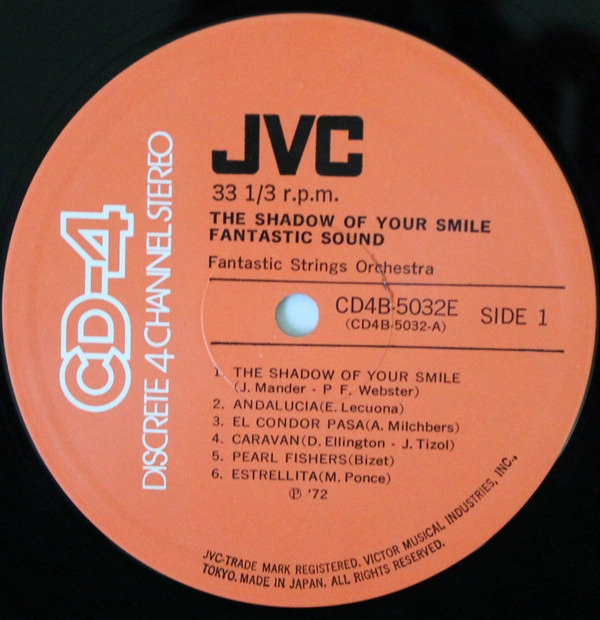 JVC
33 1/3 r.p.m.
THE SHADOW OF YOUR SMILE
FANTASTIC SOUND
Fantastic Strings Orchestra
CD4B-5032E
(CD4B-5032-A)
SIDE 1
1. THE SHADOW OF YOUR SMILE
(J. Mander - P F. Webster)
2. ANDALUCIA(E. Lecuona)
3. EL CONDOR PASA(A. Milchbers)
4. CARAVAN(D. Ellington - J. Tizol)
5. PEARL FISHERS(Bizet)
6. ESTRELLITA(M. Ponce)
℗ '72
CD-4
DISCRETE 4 CHANNEL STEREO
JVC-TRADE MARK REGISTERED. VICTOR MUSICAL INDUSTRIES, INC.,
TOKYO. MADE IN JAPAN. ALL RIGHTS RESERVED.